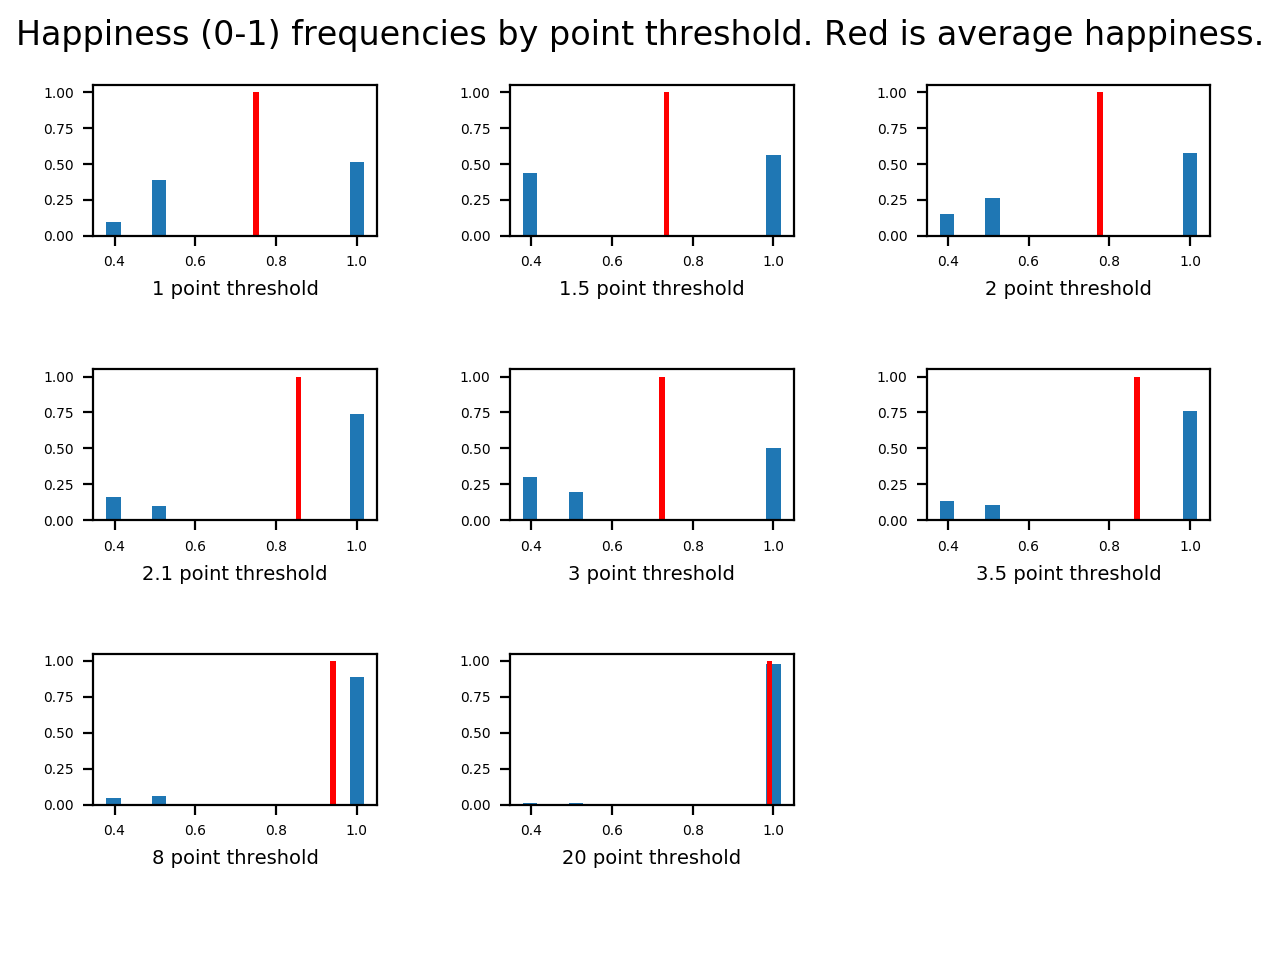 Happiness (0-1) frequencies by point threshold. Red is average happiness.
1.00 0.75 0.50 0.25 0.00
0.4 0.6 0.8 1.0
1 point threshold
1.00 0.75 0.50 0.25 0.00
0.4 0.6 0.8 1.0
1.5 point threshold
1.00 0.75 0.50 0.25 0.00
0.4 0.6 0.8 1.0
2 point threshold
1.00 0.75 0.50 0.25 0.00
0.4 0.6 0.8 1.0
2.1 point threshold
1.00 0.75 0.50 0.25 0.00
0.4 0.6 0.8 1.0
3 point threshold
1.00 0.75 0.50 0.25 0.00
0.4 0.6 0.8 1.0
3.5 point threshold
1.00 0.75 0.50 0.25 0.00
0.4 0.6 0.8 1.0
8 point threshold
1.00 0.75 0.50 0.25 0.00
0.4 0.6 0.8 1.0
20 point threshold